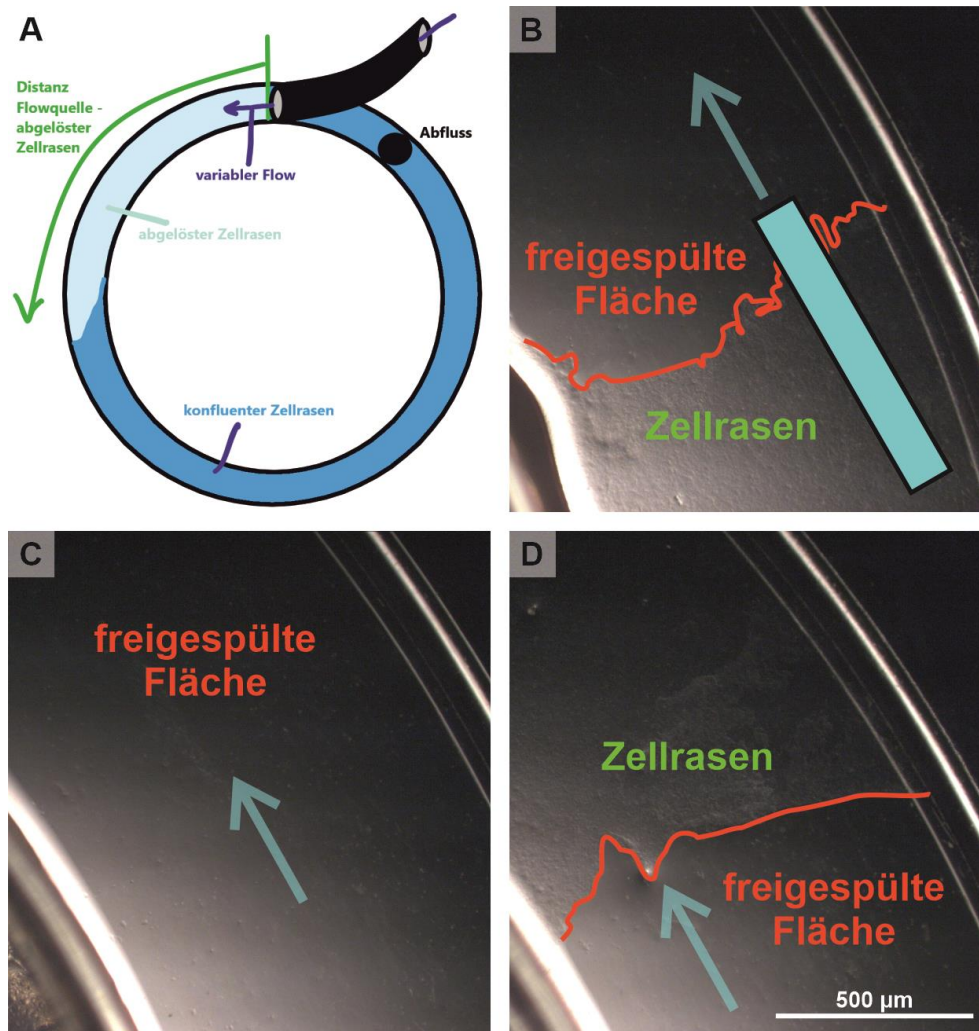 A
Distanz
Flowquelle -
abgelöster
Zellrasen
Abfluss
variabler Flow
abgelöster Zellrasen
konfluenter Zellrasen
B
freigespülte
Fläche
Zellrasen
C
freigespülte
Fläche
D
Zellrasen
freigespülte
Fläche
500 µm